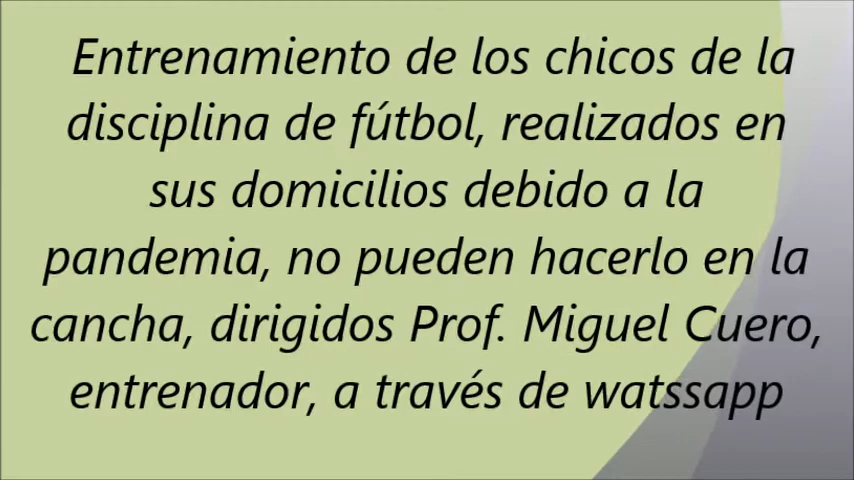 Entrenamiento de los chicos de la
disciplina de fútbol, realizados en
sus domicilios debido a la
pandemia, no pueden hacerlo en la
cancha, dirigidos Prof. Miguel Cuero,
entrenador, a través de watssapp